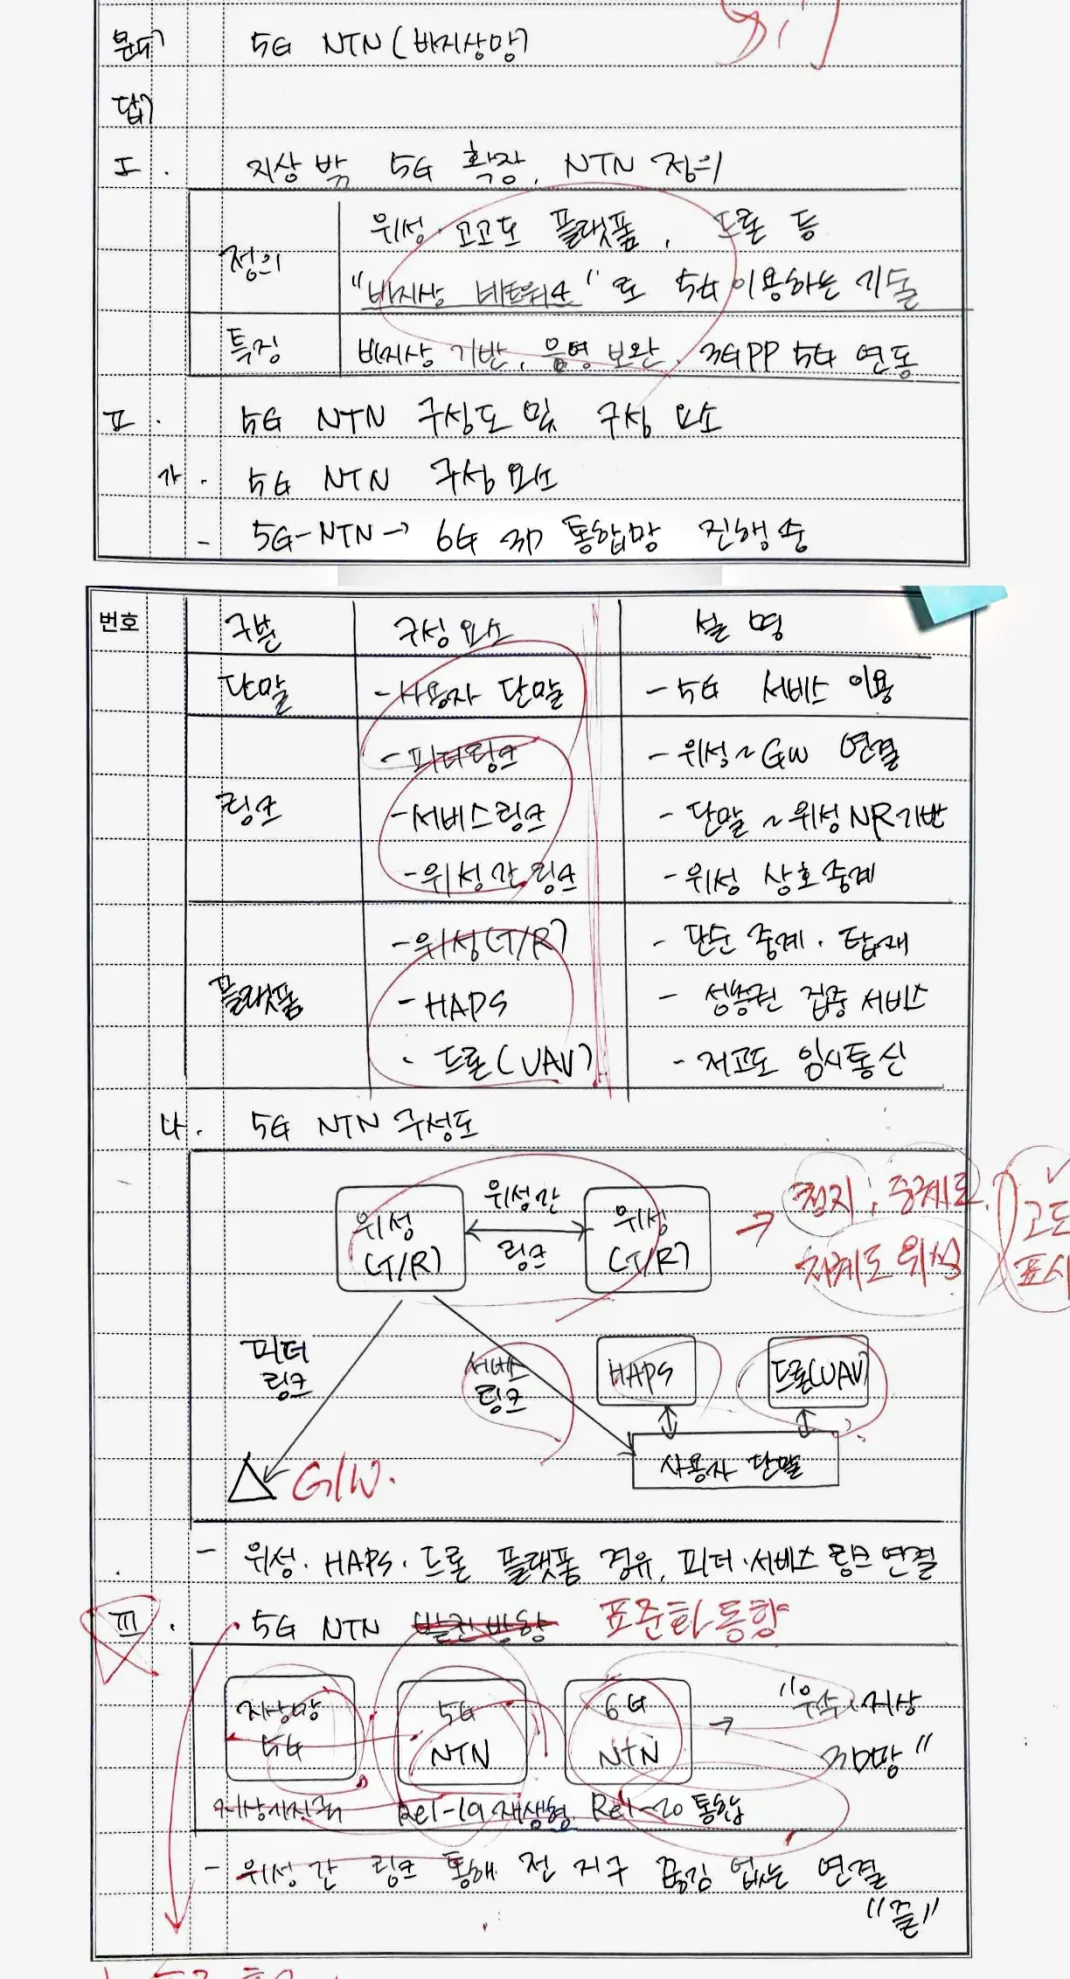 문대) 5G NTN (비지상망)
답)
I. 지상 밖 5G 확장, NTN 정의
정의 위성·고고도 플랫폼, 드론 등
"비지상 네트워크"로 5G 이용하는 기술
특징 비지상 기반, 음영 보완, 3GPP 5G 연동
II. 5G NTN 구성도 및 구성 요소
가. 5G NTN 구성요소
- 5G-NTN → 6G 3D 통합망 진행 중
번호 구분 구성요소 설명
단말 - 사용자 단말 - 5G 서비스 이용
- 피더링크 - 위성~GW 연결
링크 - 서비스링크 - 단말~위성 NR기반
- 위성간 링크 - 위성 상호중계
- 위성(T/R) - 단순 중계·탑재
플랫폼 - HAPS - 성층권 집중 서비스
- 드론(UAV) - 저고도 임시통신
나. 5G NTN 구성도
위성 (T/R) 위성간 링크 위성 (T/R) → 정지: 중궤도, 고도
저궤도 위성 표시
피더 링크 서비스 링크 HAPS 드론(UAV)
사용자 단말
G/W.
- 위성·HAPS·드론 플랫폼 경유, 피더·서비스 링크 연결
III. 5G NTN 발전방향 표준화 동향
지상망 5G 5G NTN 6G NTN → "우주·지상
3D망"
Rel-19 재생형 Rel-20 통합
- 위성 간 링크 통해 전 지구 끊김 없는 연결
"끝"